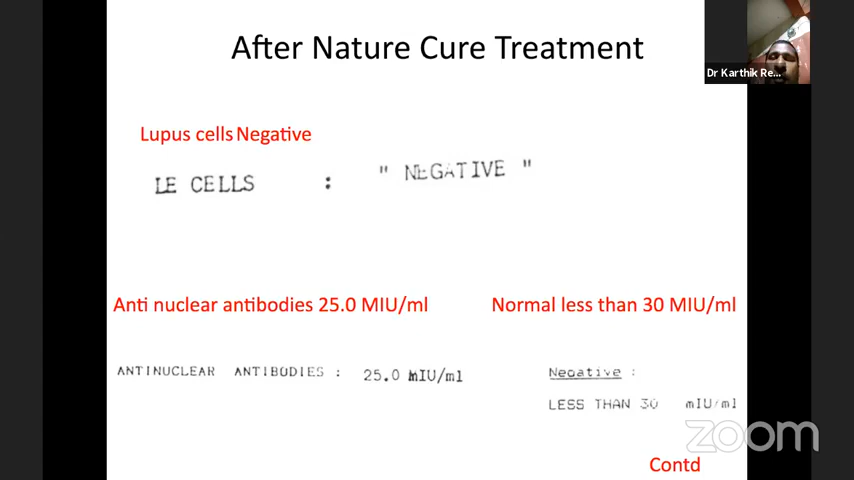 After Nature Cure Treatment
Dr Karthik Re...
Lupus cells Negative
LE CELLS : " NEGATIVE "
Anti nuclear antibodies 25.0 MIU/ml Normal less than 30 MIU/ml
ANTINUCLEAR ANTIBODIES : 25.0 mIU/ml Negative :
LESS THAN 30 mIU/ml
zoom
Contd